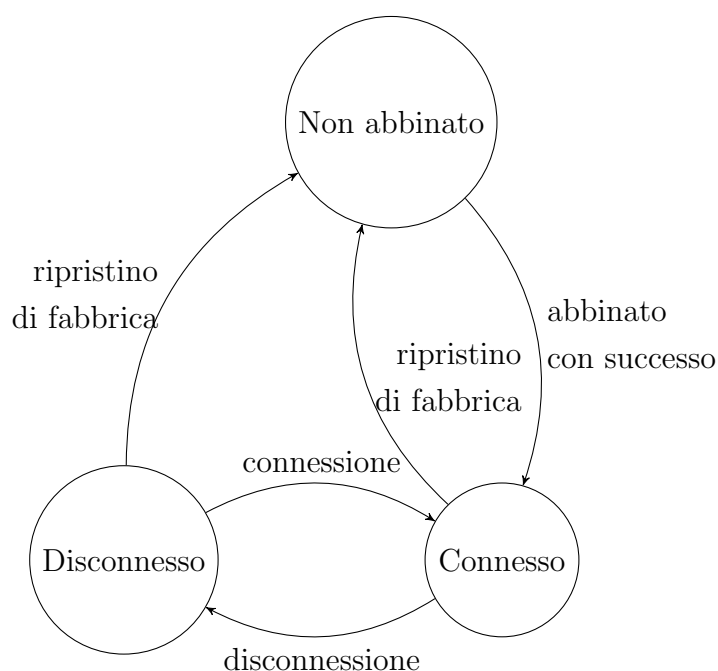 Non abbinato
ripristino
di fabbrica
abbinato
con successo
ripristino
di fabbrica
connessione
Disconnesso
Connesso
disconnessione